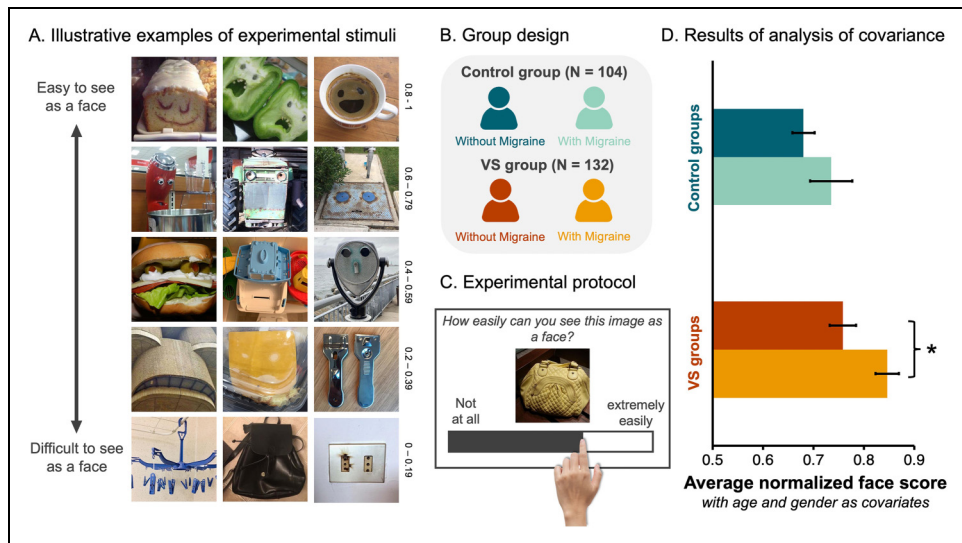 A. Illustrative examples of experimental stimuli
Easy to see
as a face
Difficult to see
as a face
0.8 - 1
0.6 – 0.79
0.4 – 0.59
0.2 – 0.39
0 – 0.19
B. Group design
Control group (N = 104)
Without Migraine With Migraine
VS group (N = 132)
Without Migraine With Migraine
C. Experimental protocol
How easily can you see this image as
a face?
Not
at all
extremely
easily
D. Results of analysis of covariance
Control groups
VS groups
*
0.5 0.6 0.7 0.8 0.9
Average normalized face score
with age and gender as covariates